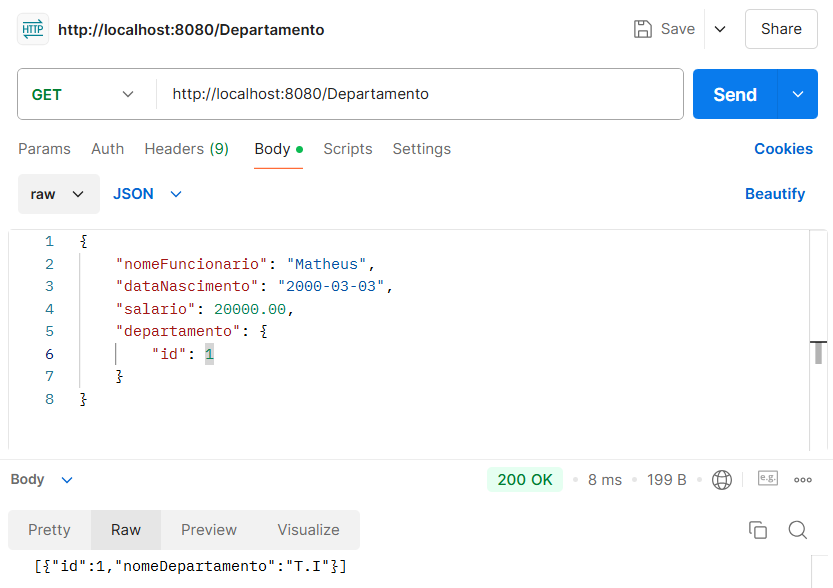 HTTP http://localhost:8080/Departamento Save Share
GET http://localhost:8080/Departamento Send
Params Auth Headers (9) Body Scripts Settings Cookies
raw JSON Beautify
1 {
2 "nomeFuncionario": "Matheus",
3 "dataNascimento": "2000-03-03",
4 "salario": 20000.00,
5 "departamento": {
6 "id": 1
7 }
8 }
Body 200 OK 8 ms 199 B e.g.
Pretty Raw Preview Visualize
[{"id":1,"nomeDepartamento":"T.I"}]